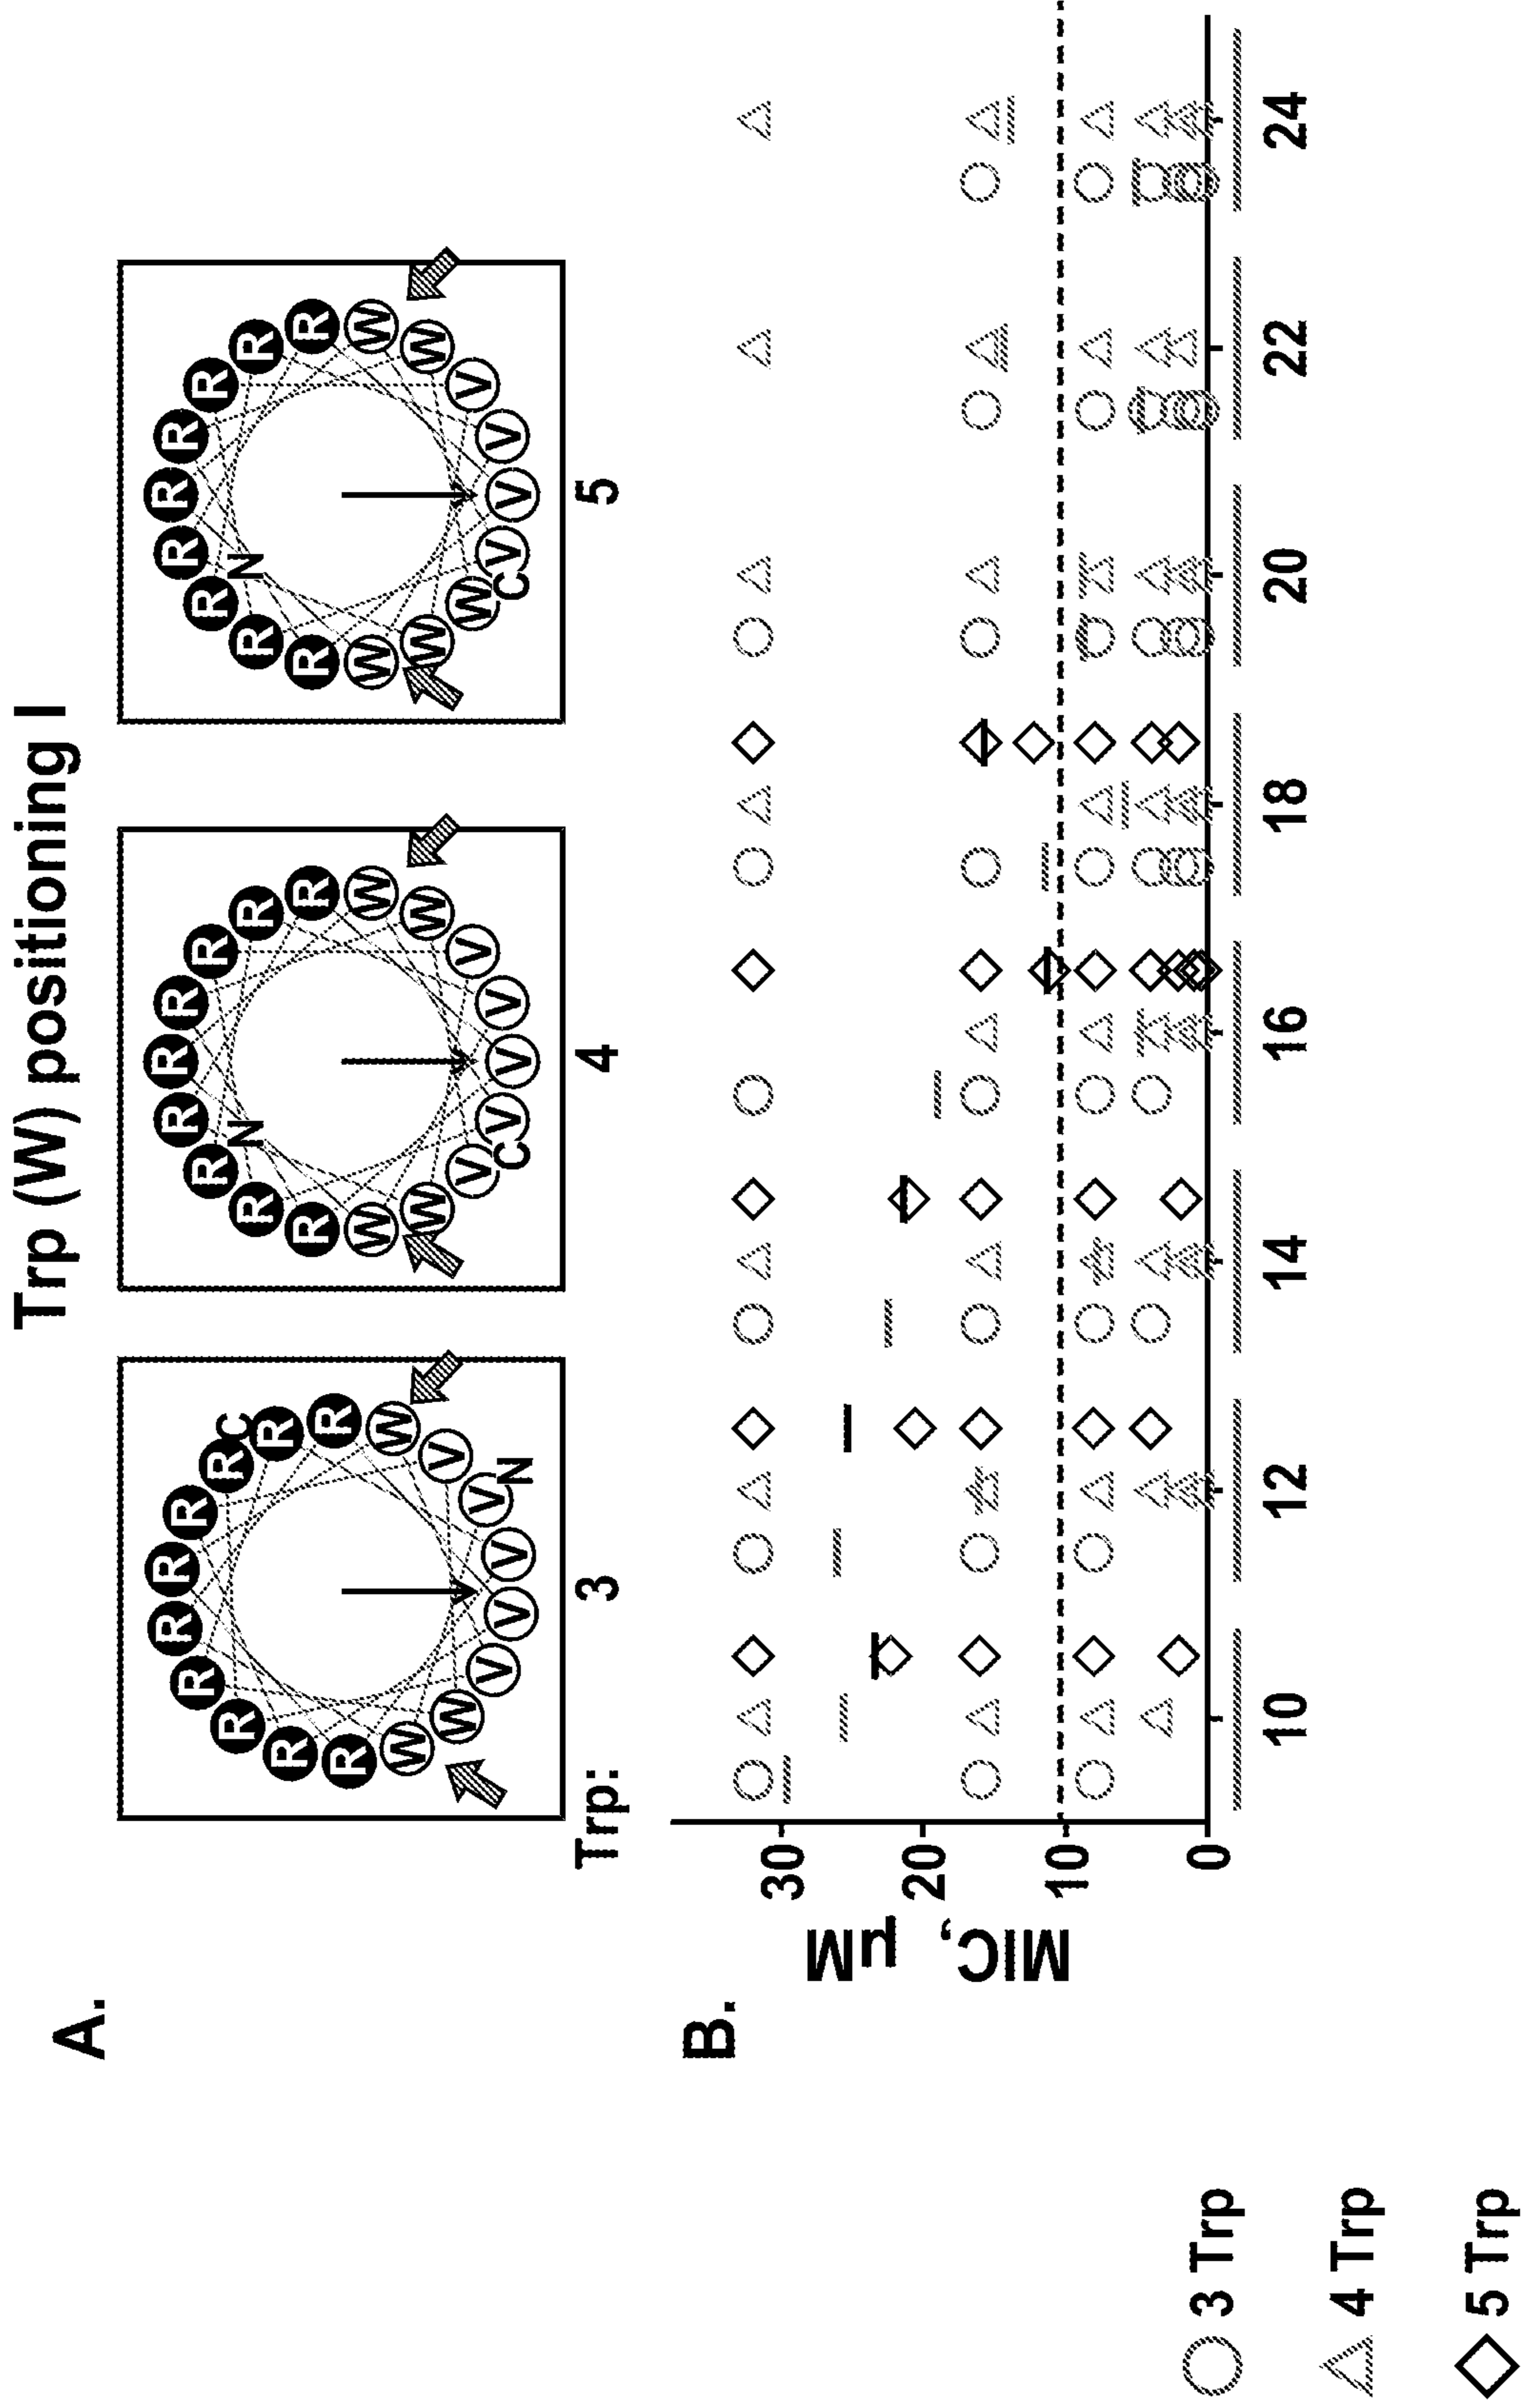 Trp (W) positioning I
A.
R R R R R R R R R R W V V V V V W W
N
C
R R R R R R R R R W W V V V V V W W
N
C
R R R R R R R R R W W V V V V W W W
N
C
Trp:
3
4
5
B.
MIC, µM
30
20
10
0
10 12 14 16 18 20 22 24
3 Trp
4 Trp
5 Trp